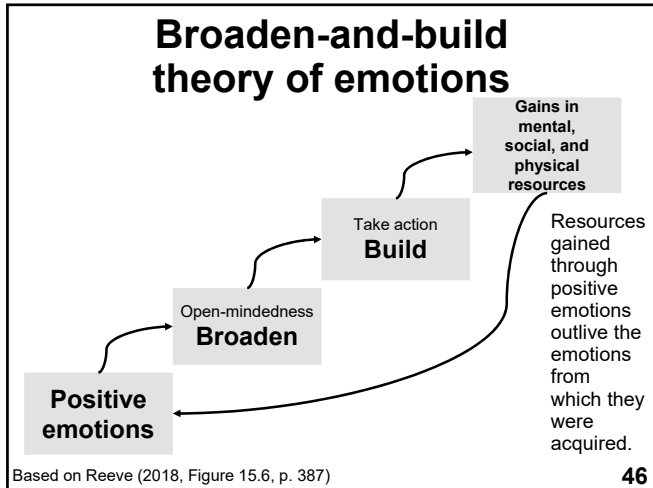 Broaden-and-build
theory of emotions
Gains in
mental,
social, and
physical
resources
Take action
Build
Open-mindedness
Broaden
Positive
emotions
Resources
gained
through
positive
emotions
outlive the
emotions
from
which they
were
acquired.
Based on Reeve (2018, Figure 15.6, p. 387)
46